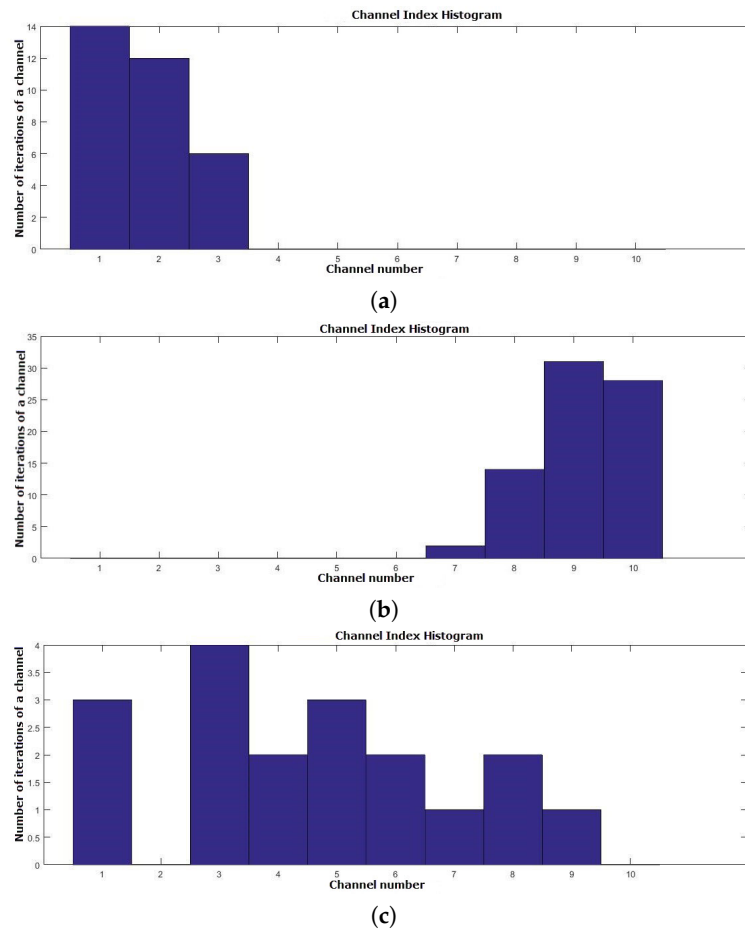 Channel Index Histogram
Number of iterations of a channel
14
12
10
8
6
4
2
0
1 2 3 4 5 6 7 8 9 10
Channel number
(a)
Channel Index Histogram
Number of iterations of a channel
35
30
25
20
15
10
5
0
1 2 3 4 5 6 7 8 9 10
Channel number
(b)
Channel Index Histogram
Number of iterations of a channel
4
3.5
3
2.5
2
1.5
1
0.5
0
1 2 3 4 5 6 7 8 9 10
Channel number
(c)